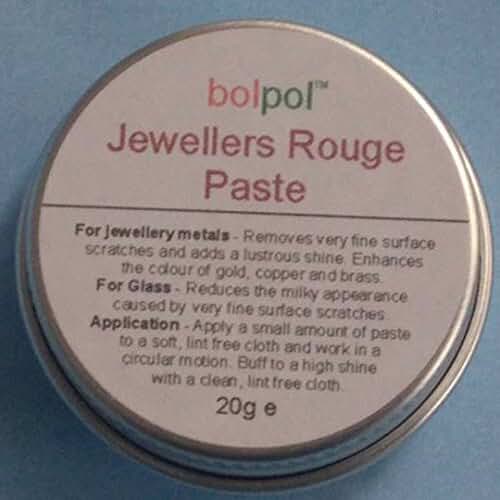 bolpol™
Jewellers Rouge
Paste
For jewellery metals - Removes very fine surface
scratches and adds a lustrous shine. Enhances
the colour of gold, copper and brass.
For Glass - Reduces the milky appearance
caused by very fine surface scratches.
Application - Apply a small amount of paste
to a soft, lint free cloth and work in a
circular motion. Buff to a high shine
with a clean, lint free cloth.
20g e